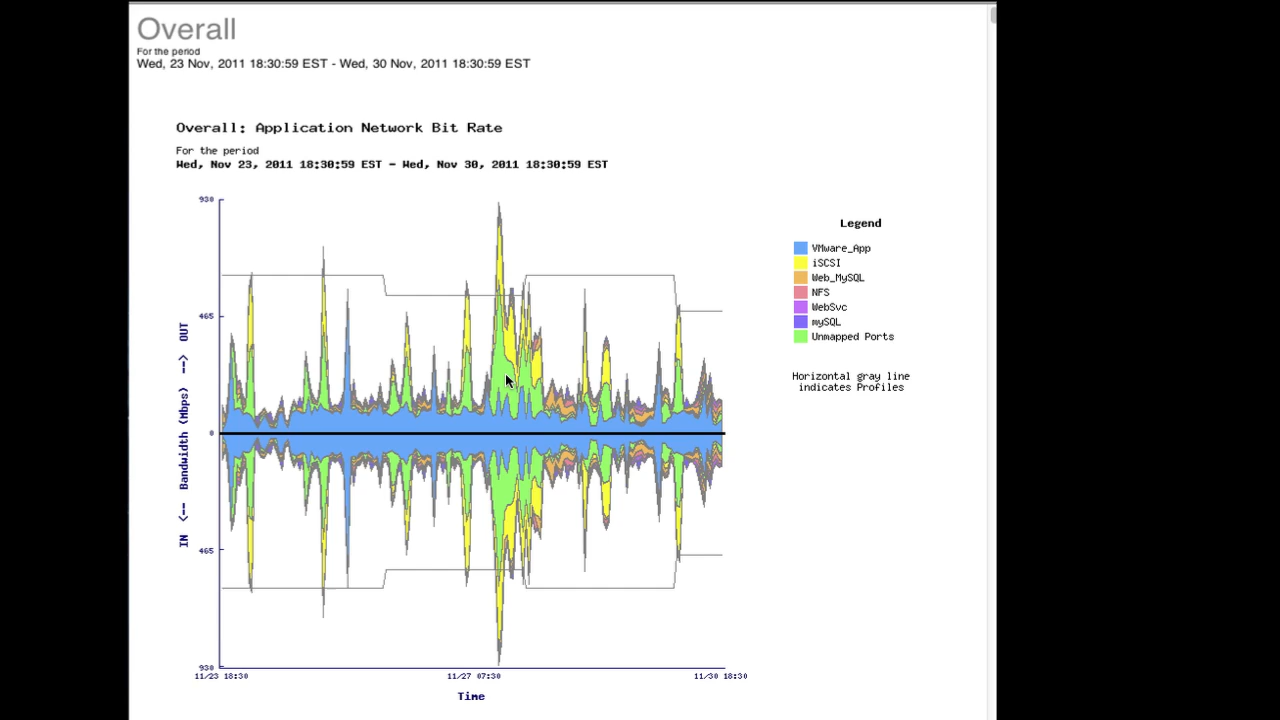 Overall
For the period
Wed, 23 Nov, 2011 18:30:59 EST - Wed, 30 Nov, 2011 18:30:59 EST
Overall: Application Network Bit Rate
For the period
Wed, Nov 23, 2011 18:30:59 EST - Wed, Nov 30, 2011 18:30:59 EST
930
465
0
465
930
IN <-- Bandwidth (Mbps) --> OUT
11/23 18:30
11/27 07:30
11/30 18:30
Time
Legend
VMware_App
iSCSI
Web_MySQL
NFS
WebSvc
mySQL
Unmapped Ports
Horizontal gray line
indicates Profiles